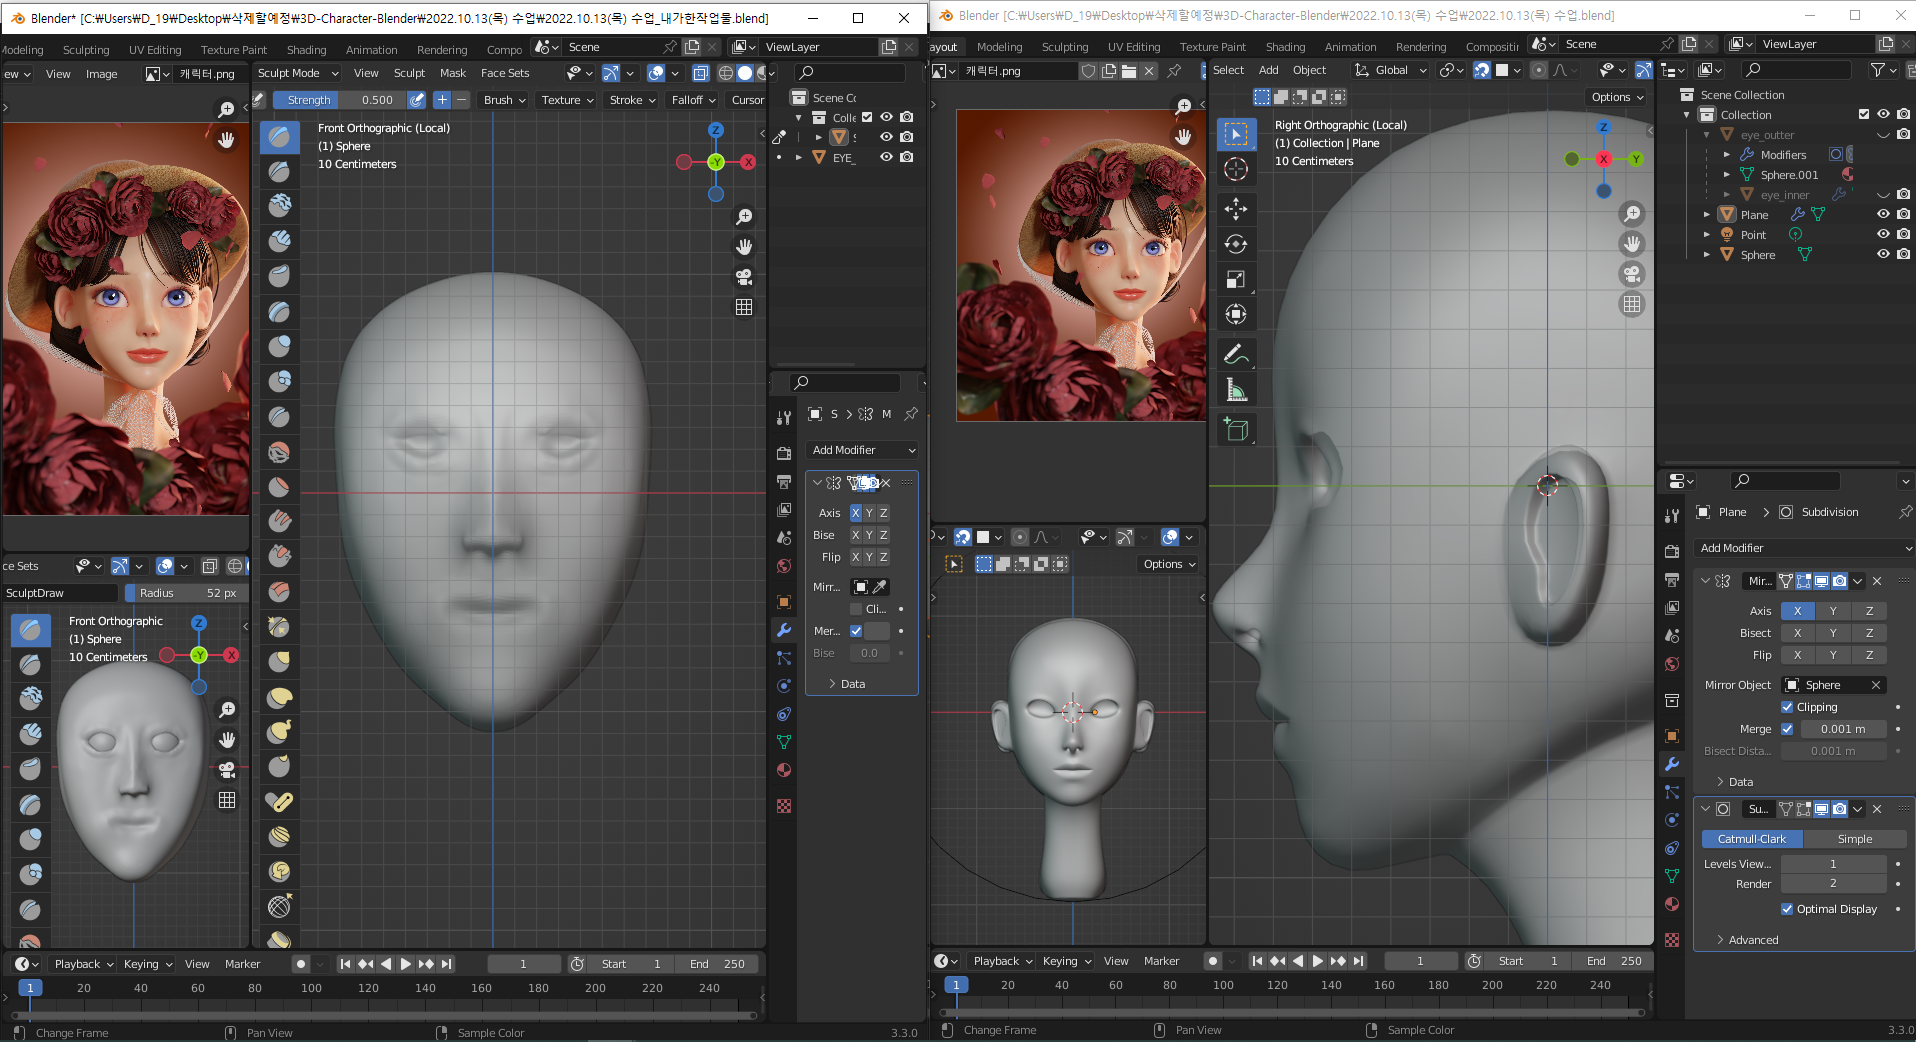 Blender* [C:₩Users₩D_19₩Desktop₩삭제할예정₩3D-Character-Blender₩2022.10.13(목) 수업₩2022.10.13(목) 수업_내가한작업물.blend]
Modeling Sculpting UV Editing Texture Paint Shading Animation Rendering Compo Scene ViewLayer
ew View Image 캐릭터.png Sculpt Mode View Sculpt Mask Face Sets
Strength 0.500 Brush Texture Stroke Falloff Cursor
Scene Cc
Colle
EYE_
Front Orthographic (Local)
(1) Sphere
10 Centimeters
Z
-Y X
S M
Add Modifier
Axis X Y Z
Bise X Y Z
Flip X Y Z
Mirr...
Cli...
Mer...
Bise 0.0
Data
ce Sets
SculptDraw Radius 52 px
Front Orthographic
(1) Sphere
10 Centimeters
Z
-Y X
Playback Keying View Marker 1 Start 1 End 250
1 20 40 60 80 100 120 140 160 180 200 220 240
Change Frame Pan View Sample Color 3.3.0
Blender [C:₩Users₩D_19₩Desktop₩삭제할예정₩3D-Character-Blender₩2022.10.13(목) 수업₩2022.10.13(목) 수업.blend]
ayout Modeling Sculpting UV Editing Texture Paint Shading Animation Rendering Compositin Scene ViewLayer
캐릭터.png Select Add Object Global
Options
Right Orthographic (Local)
(1) Collection | Plane
10 Centimeters
Z
X Y
Scene Collection
Collection
eye_outter
Modifiers
Sphere.001
eye_inner
Plane
Point
Sphere
Options
Plane Subdivision
Add Modifier
Mir...
Axis X Y Z
Bisect X Y Z
Flip X Y Z
Mirror Object Sphere
Clipping
Merge 0.001 m
Bisect Dista... 0.001 m
Data
Su...
Catmull-Clark Simple
Levels View... 1
Render 2
Optimal Display
Advanced
Playback Keying View Marker 1 Start 1 End 250
1 20 40 60 80 100 120 140 160 180 200 220 240
Change Frame Pan View Sample Color 3.3.0